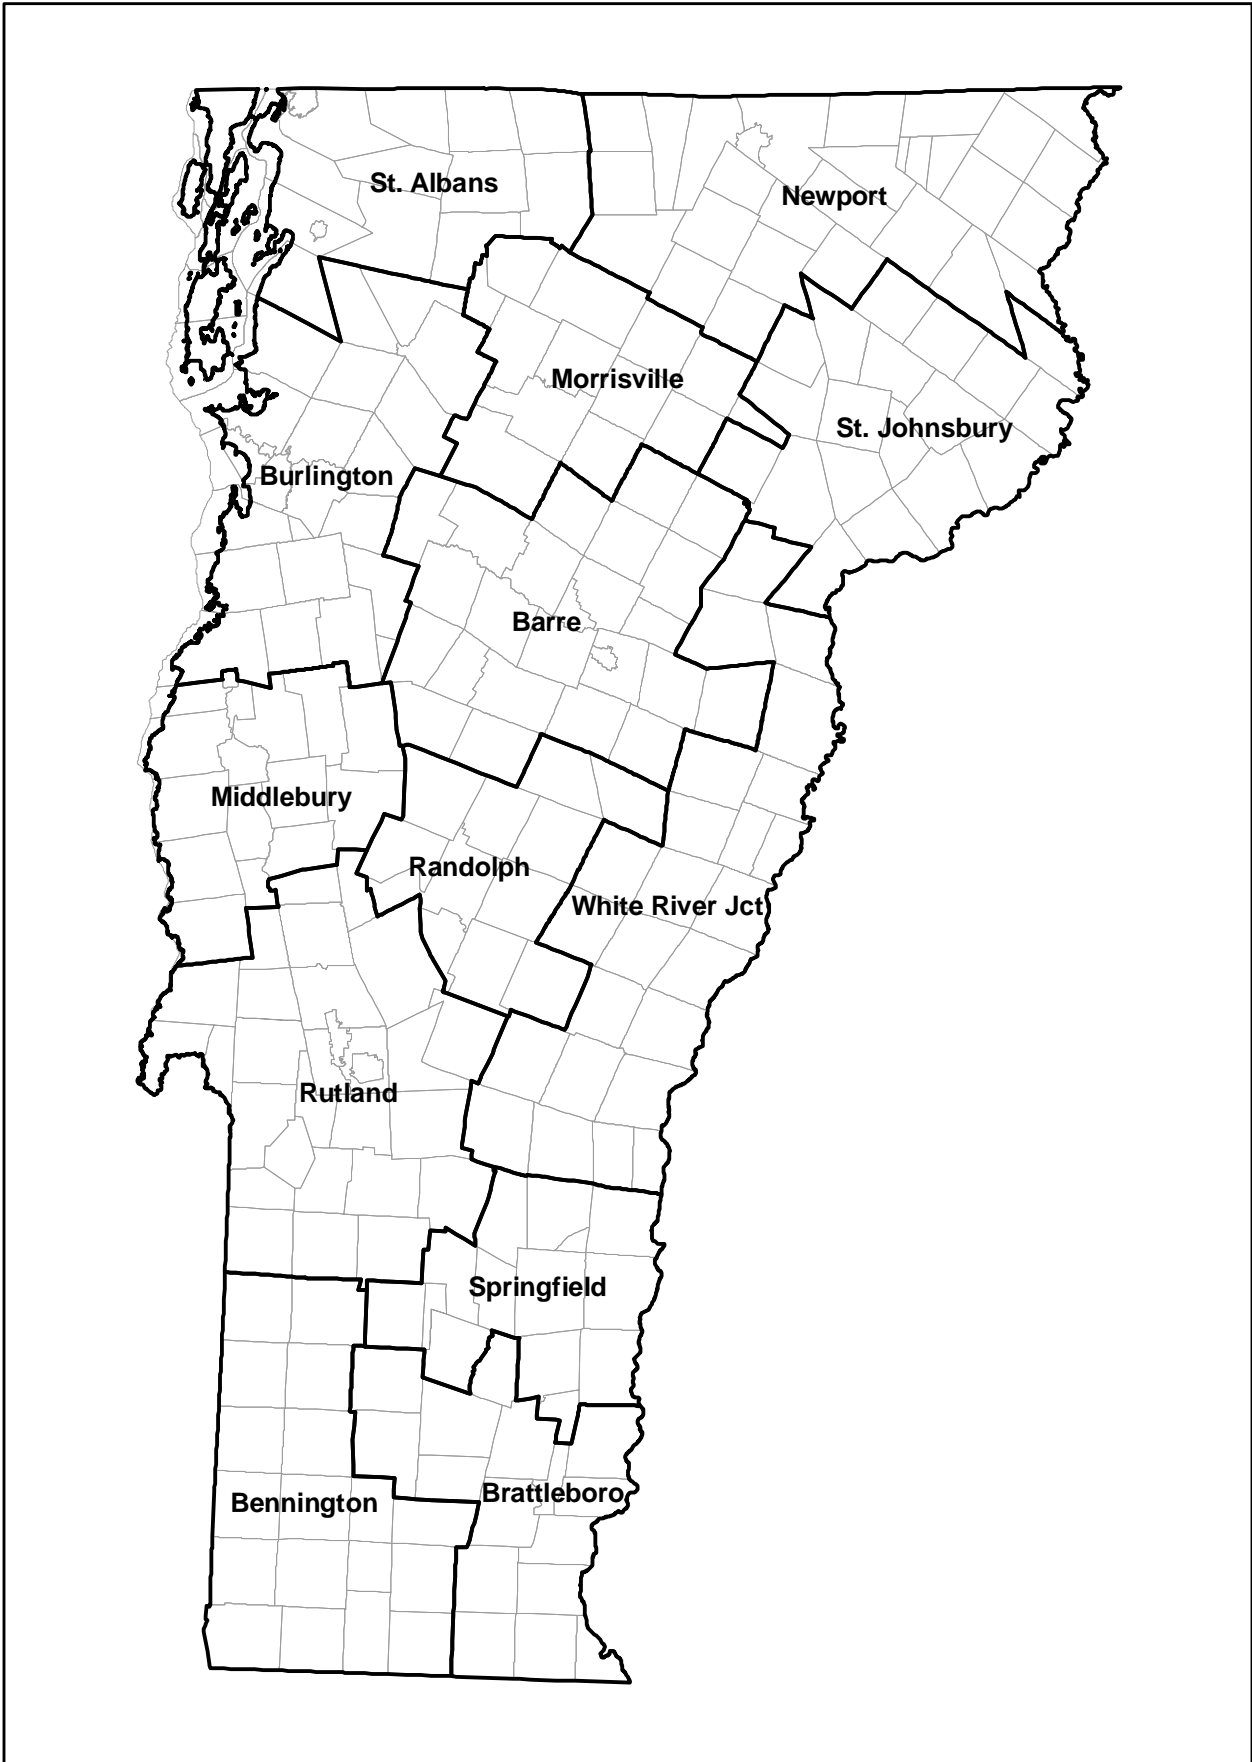 St. Albans
Newport
Morrisville
St. Johnsbury
Burlington
Barre
Middlebury
Randolph
White River Jct
Rutland
Springfield
Brattleboro
Bennington